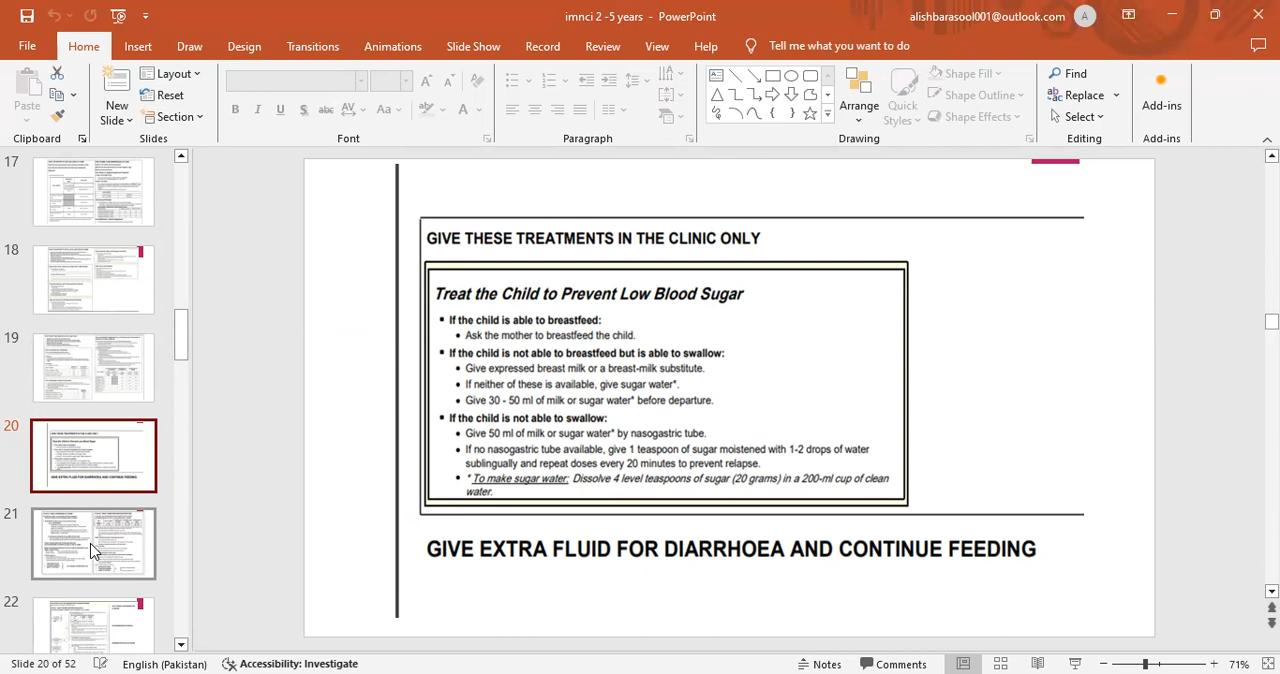 imnci 2 -5 years - PowerPoint
alishbarasool001@outlook.com
A
File
Home
Insert
Draw
Design
Transitions
Animations
Slide Show
Record
Review
View
Help
Tell me what you want to do
Paste
New
Slide
Layout
Reset
Section
Shape Fill
Shape Outline
Shape Effects
Arrange
Quick
Styles
Find
Replace
Select
Add-ins
Clipboard
Slides
Font
Paragraph
Drawing
Editing
Add-ins
17
18
19
20
21
22
GIVE THESE TREATMENTS IN THE CLINIC ONLY
Treat the Child to Prevent Low Blood Sugar
▪ If the child is able to breastfeed:
• Ask the mother to breastfeed the child.
▪ If the child is not able to breastfeed but is able to swallow:
• Give expressed breast milk or a breast-milk substitute.
• If neither of these is available, give sugar water*.
• Give 30 - 50 ml of milk or sugar water* before departure.
▪ If the child is not able to swallow:
• Give 50 ml of milk or sugar water* by nasogastric tube.
• If no nasogastric tube available, give 1 teaspoon of sugar moistened with 1-2 drops of water
sublingually and repeat doses every 20 minutes to prevent relapse.
• * To make sugar water: Dissolve 4 level teaspoons of sugar (20 grams) in a 200-ml cup of clean
water.
GIVE EXTRA FLUID FOR DIARRHOEA AND CONTINUE FEEDING
Slide 20 of 52
English (Pakistan)
Accessibility: Investigate
Notes
Comments
71%